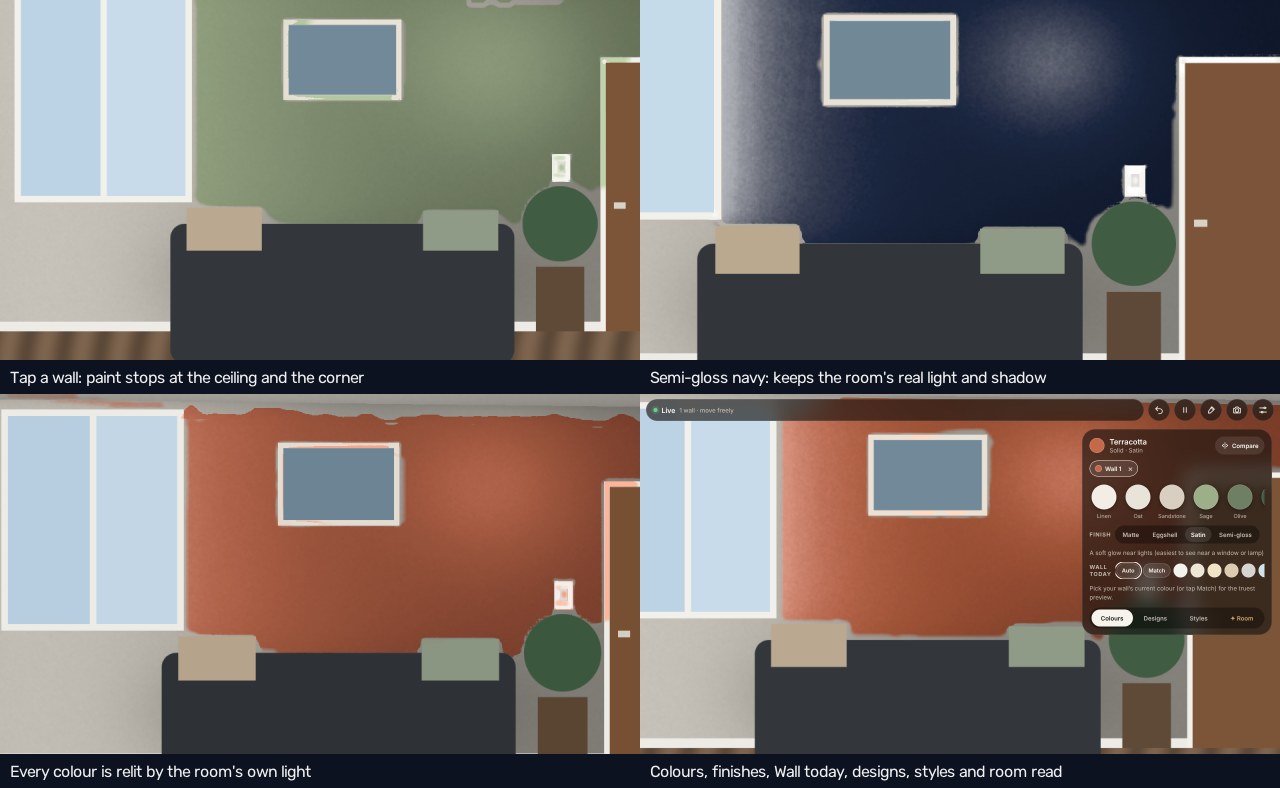 Tap a wall: paint stops at the ceiling and the corner
Semi-gloss navy: keeps the room's real light and shadow
Live 1 wall · move freely
Terracotta
Solid · Satin
Compare
Wall 1 ×
Linen Oat Sandstone Sage Olive
FINISH Matte Eggshell Satin Semi-gloss
A soft glow near lights (easiest to see near a window or lamp)
WALL TODAY Auto Match
Pick your wall's current colour (or tap Match) for the truest
preview.
Colours Designs Styles + Room
Every colour is relit by the room's own light
Colours, finishes, Wall today, designs, styles and room read